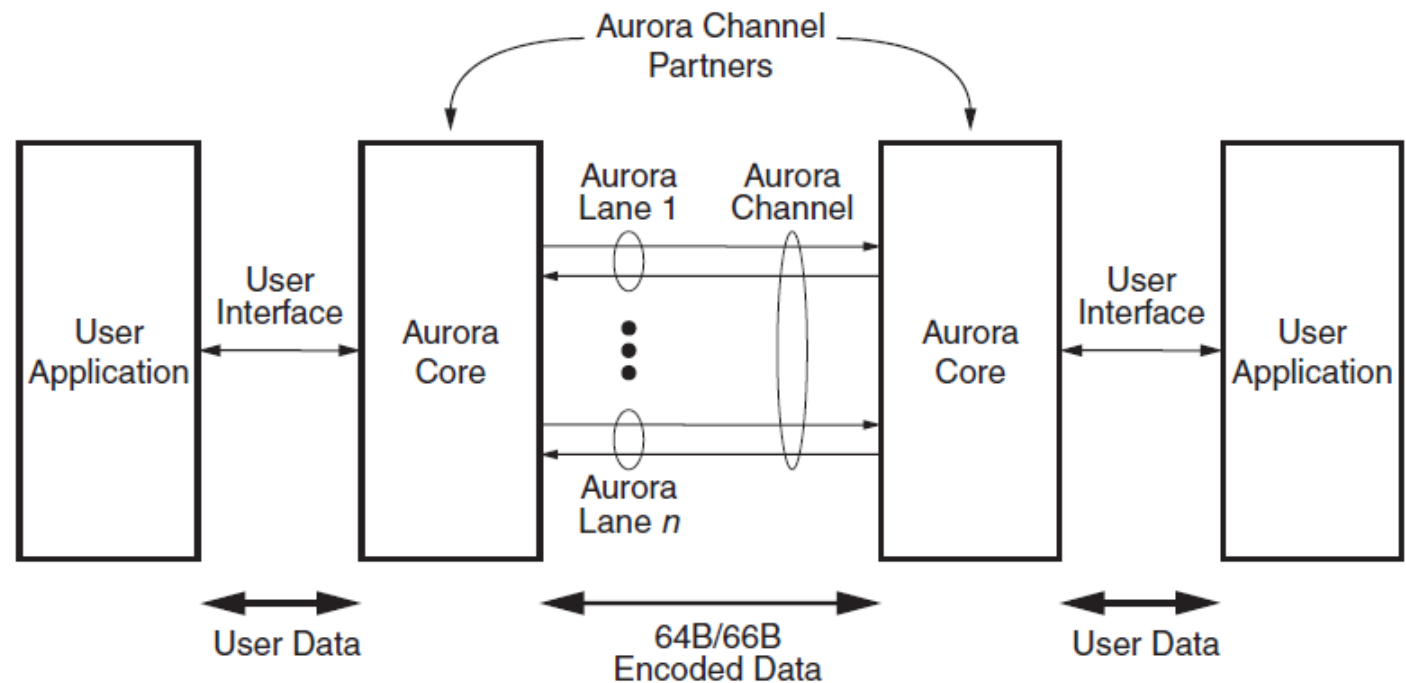 Aurora Channel
Partners
User
Application
User
Interface
Aurora
Core
Aurora
Lane 1
Aurora
Channel
Aurora
Lane n
Aurora
Core
User
Interface
User
Application
User Data
64B/66B
Encoded Data
User Data